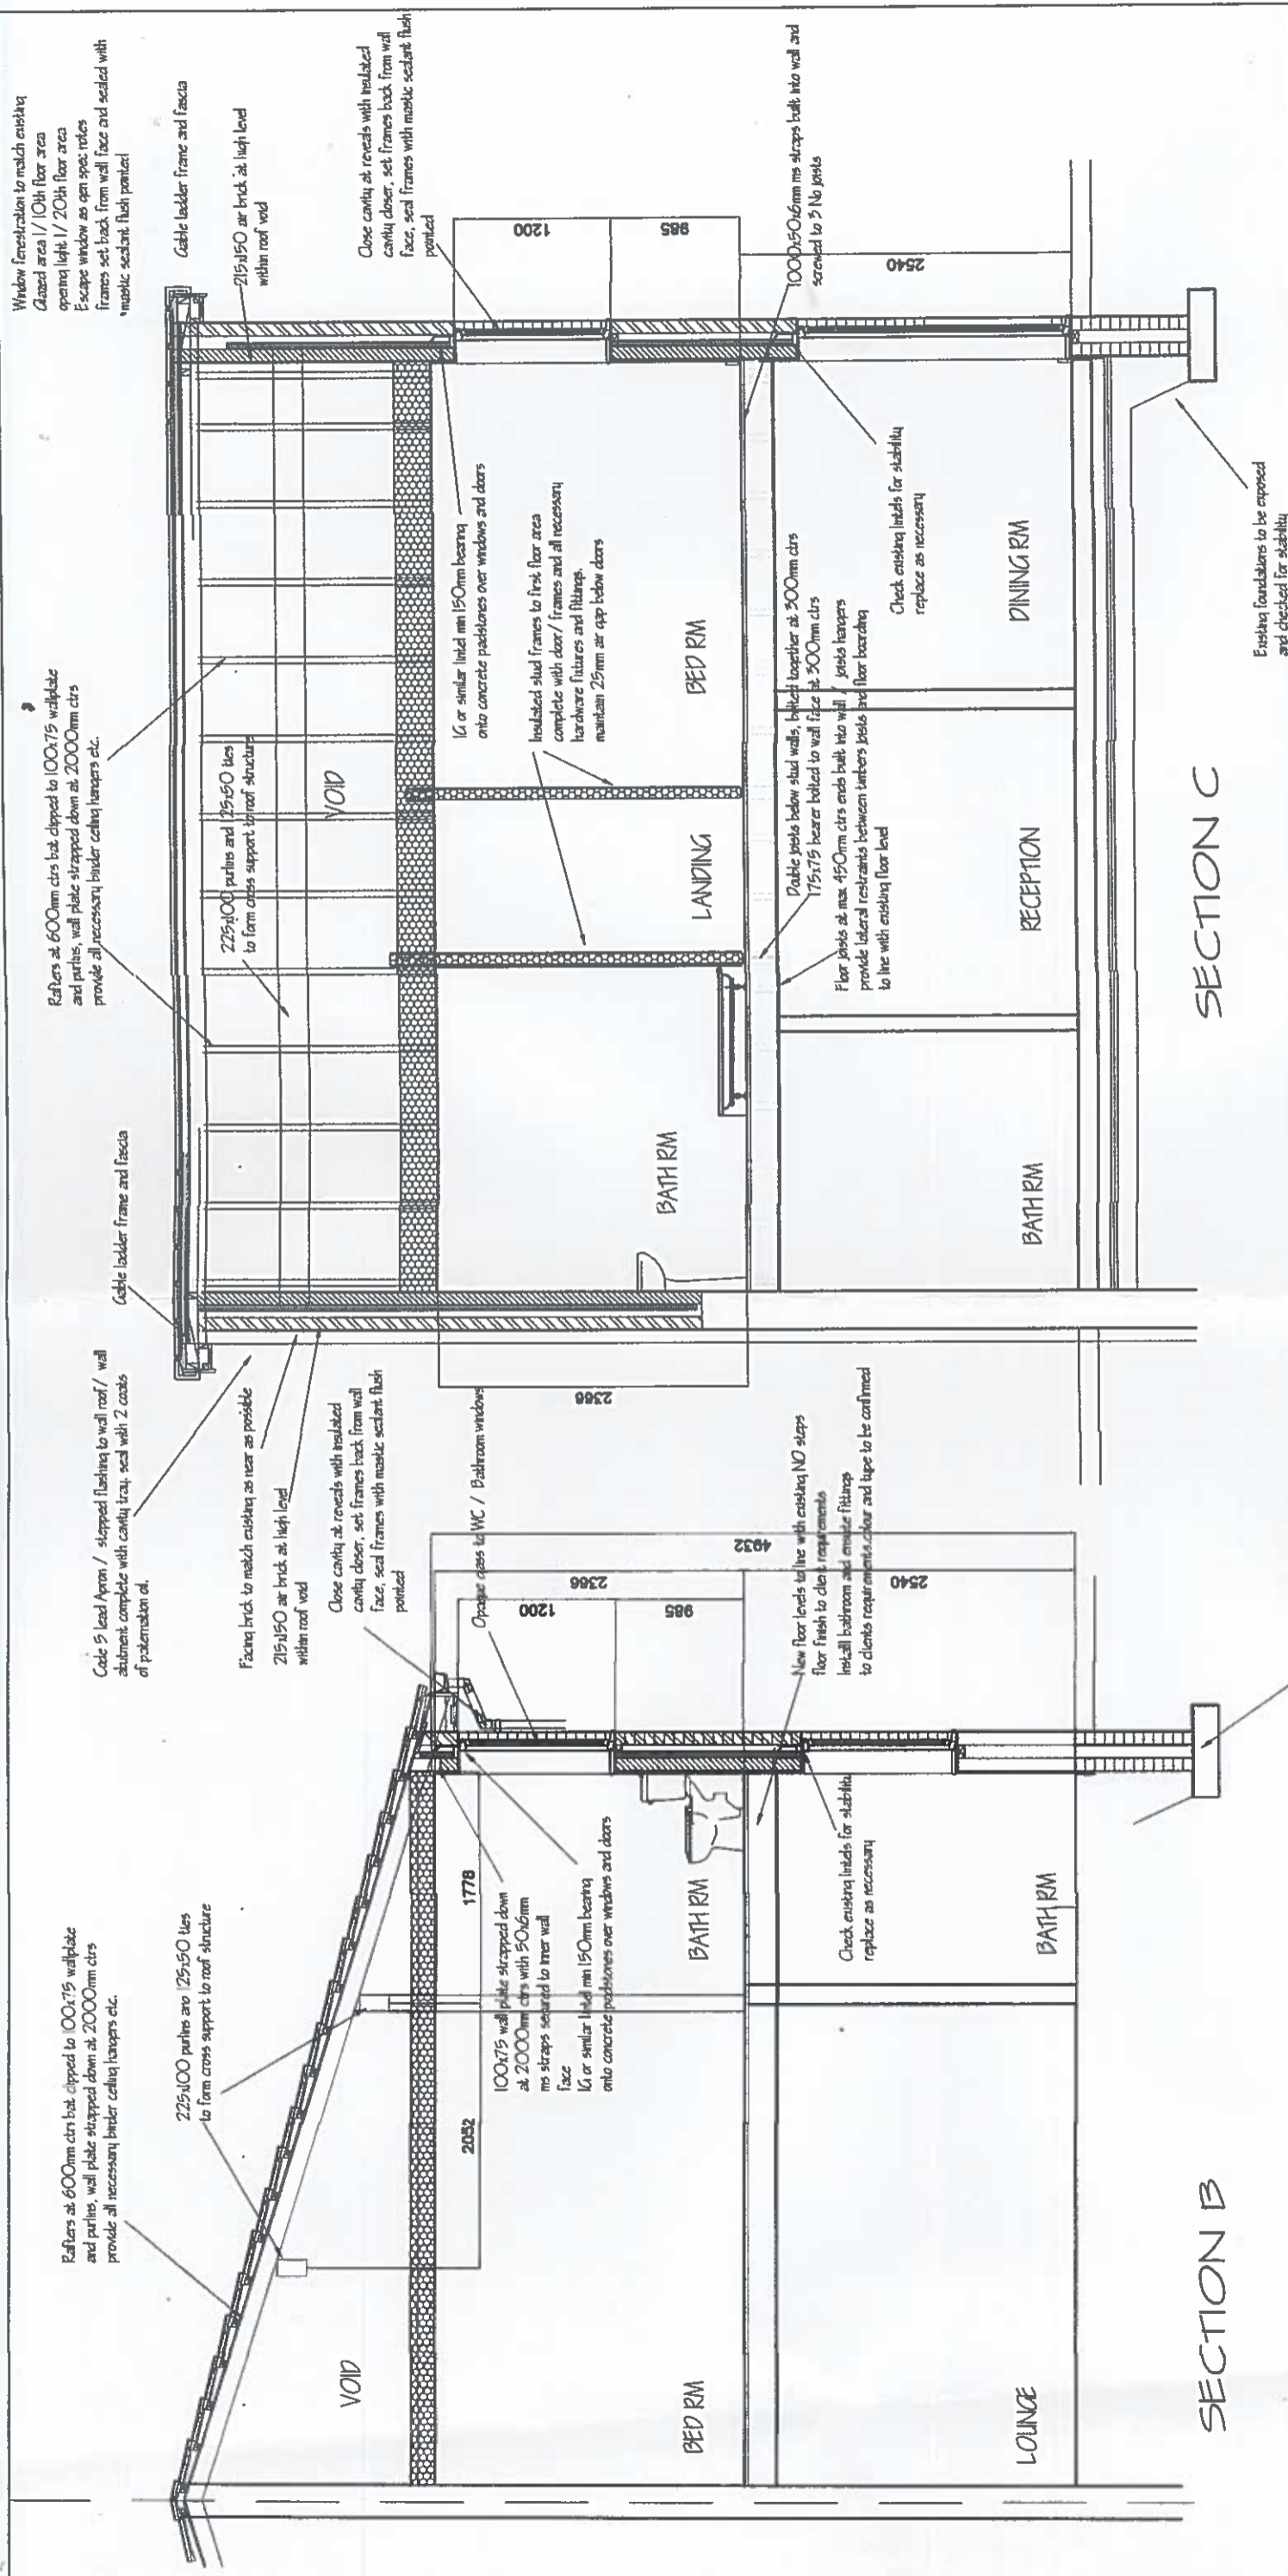 Rafters at 600mm ctrs bat clipped to 100x75 wallplate
and purlins, wall plate strapped down at 2000mm ctrs
provide all necessary binder ceiling hangers etc.
225x100 purlins and 125x50 ties
to form cross support to roof structure
VOID
2052
1778
100x75 wall plate strapped down
at 2000mm ctrs with 50x6mm
ms straps secured to inner wall
face
IG or similar lintel min 150mm bearing
onto concrete padstones over windows and doors
BED RM
BATH RM
Check existing lintels for stability
replace as necessary
LOUNGE
BATH RM
SECTION B
Code 5 lead Apron / stepped flashing to wall roof / wall
abutment complete with cavity tray, seal with 2 coats
of paternation oil.
Facing brick to match existing as near as possible
215x150 air brick at high level
within roof void
Close cavity at reveals with insulated
cavity closer, set frames back from wall
face, seal frames with mastic sealant flush
pointed
Opaque glass to WC / Bathroom windows
1200
985
2366
2540
4932
New floor levels to line with existing NO steps
floor finish to client requirements
Install bathroom and ensuite fittings
to clients requirements.colour and type to be confirmed
Gable ladder frame and fascia
2366
Rafters at 600mm ctrs bat clipped to 100x75 wallplate
and purlins, wall plate strapped down at 2000mm ctrs
provide all necessary binder ceiling hangers etc.
225x100 purlins and 125x50 ties
to form cross support to roof structure
VOID
IG or similar lintel min 150mm bearing
onto concrete padstones over windows and doors
Insulated stud frames to first floor area
complete with door / frames and all necessary
hardware fixtures and fittings.
maintain 25mm air gap below doors
BATH RM
LANDING
BED RM
Double joists below stud walls, bolted together at 300mm ctrs
175x75 bearer bolted to wall face at 300mm ctrs
Floor joists at max 450mm ctrs ends built into wall / joists hangers
provide lateral restraints between timbers joists and floor boarding
to line with existing floor level
Check existing lintels for stability
replace as necessary
BATH RM
RECEPTION
DINING RM
SECTION C
Window fenestration to match existing
Glazed area 1/10th floor area
opening light 1/20th floor area
Escape window as gen spec notes
frames set back from wall face and sealed with
mastic sealant flush pointed
Gable ladder frame and fascia
215x150 air brick at high level
within roof void
Close cavity at reveals with insulated
cavity closer, set frames back from wall
face, seal frames with mastic sealant flush
pointed
1200
985
2540
1000x50x6mm ms straps built into wall and
screwed to 3 No joists
Existing foundations to be exposed
and checked for stability